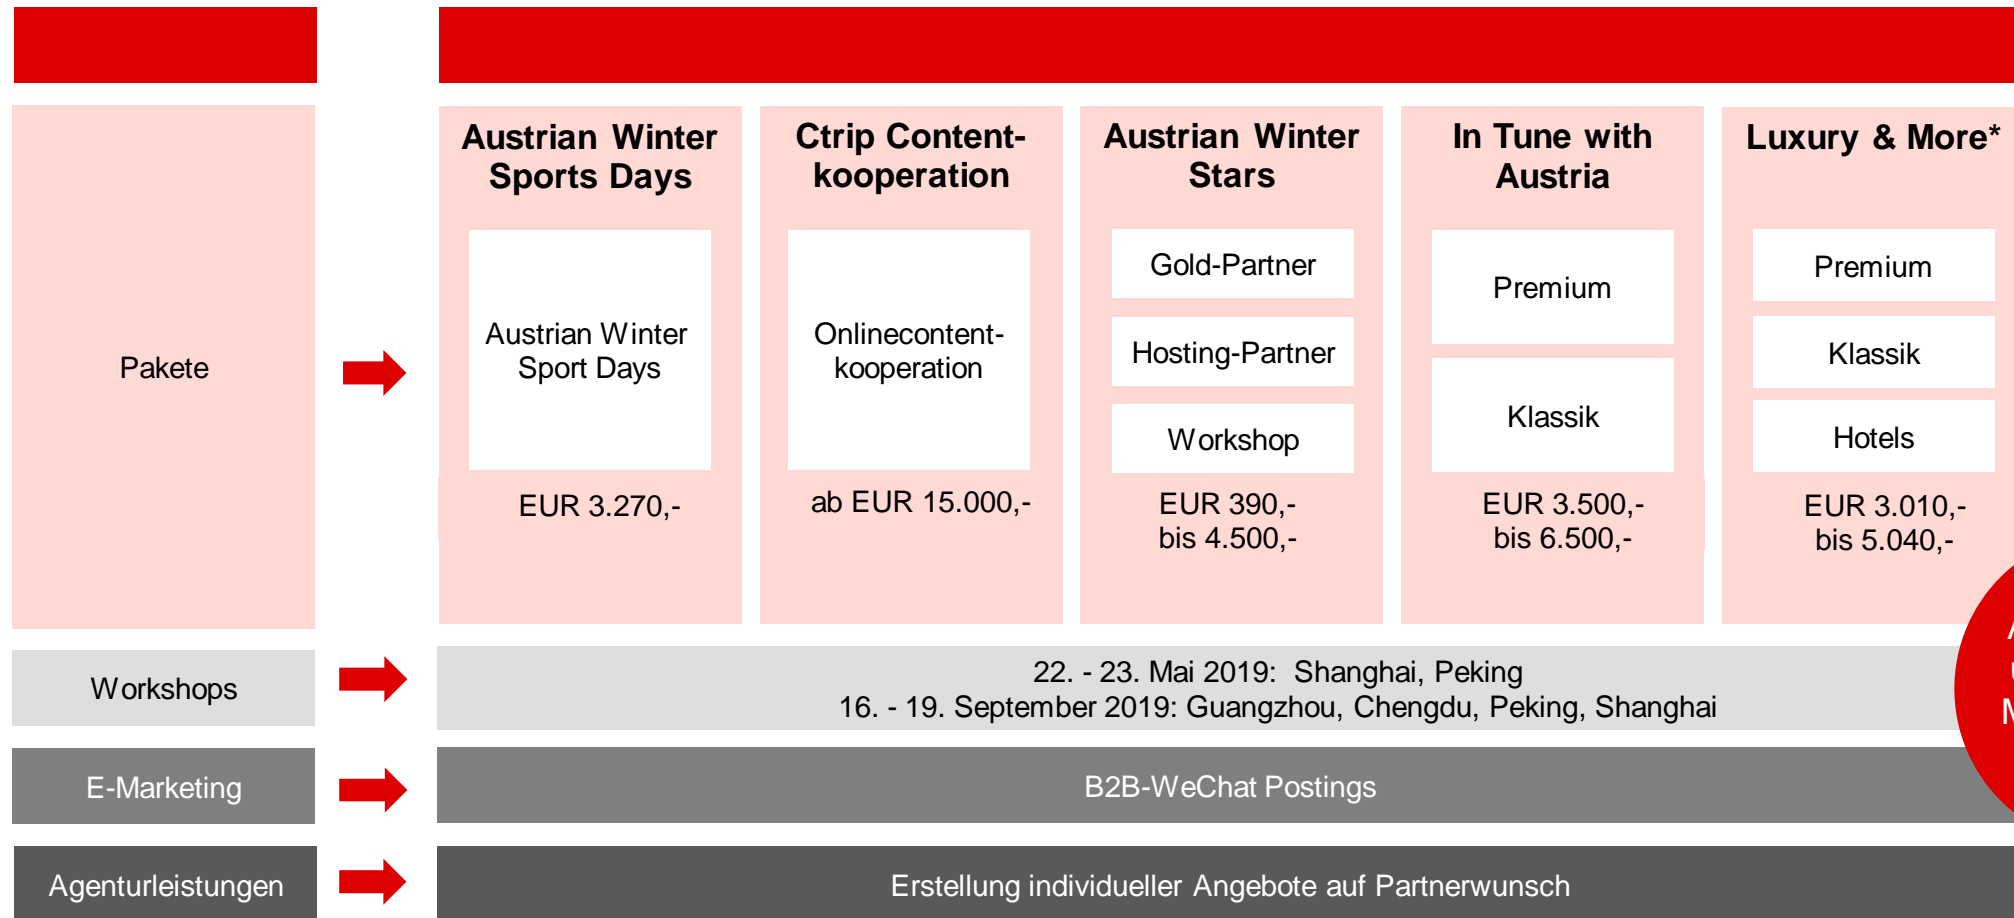 Austrian Winter
Sports Days
Ctrip Content-
kooperation
Austrian Winter
Stars
In Tune with
Austria
Luxury & More*
Pakete
Austrian Winter
Sport Days
Onlinecontent-
kooperation
Gold-Partner
Hosting-Partner
Workshop
Premium
Klassik
Premium
Klassik
Hotels
EUR 3.270,-
ab EUR 15.000,-
EUR 390,-
bis 4.500,-
EUR 3.500,-
bis 6.500,-
EUR 3.010,-
bis 5.040,-
Workshops
22. - 23. Mai 2019: Shanghai, Peking
16. - 19. September 2019: Guangzhou, Chengdu, Peking, Shanghai
E-Marketing
B2B-WeChat Postings
Agenturleistungen
Erstellung individueller Angebote auf Partnerwunsch